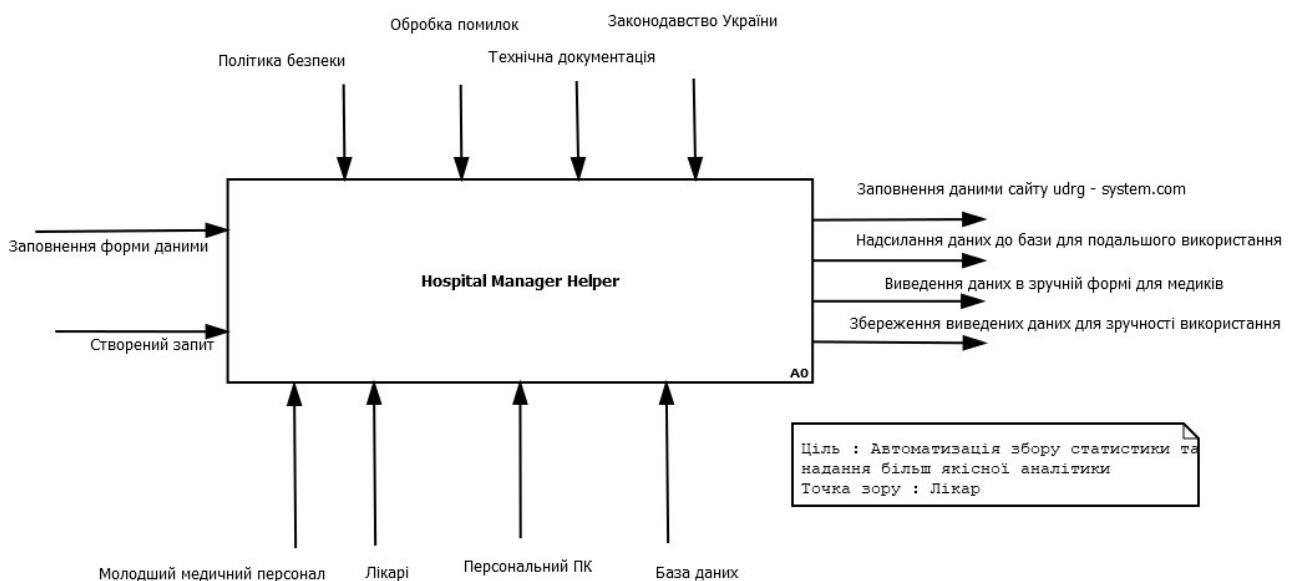 Обробка помилок
Законодавство України
Політика безпеки
Технічна документація
Заповнення форми даними
Створений запит
Hospital Manager Helper
A0
Заповнення даними сайту udrg - system.com
Надсилання даних до бази для подальшого використання
Виведення даних в зручній формі для медиків
Збереження виведених даних для зручності використання
Ціль : Автоматизація збору статистики та
надання більш якісної аналітики
Точка зору : Лікар
Молодший медичний персонал
Лікарі
Персональний ПК
База даних